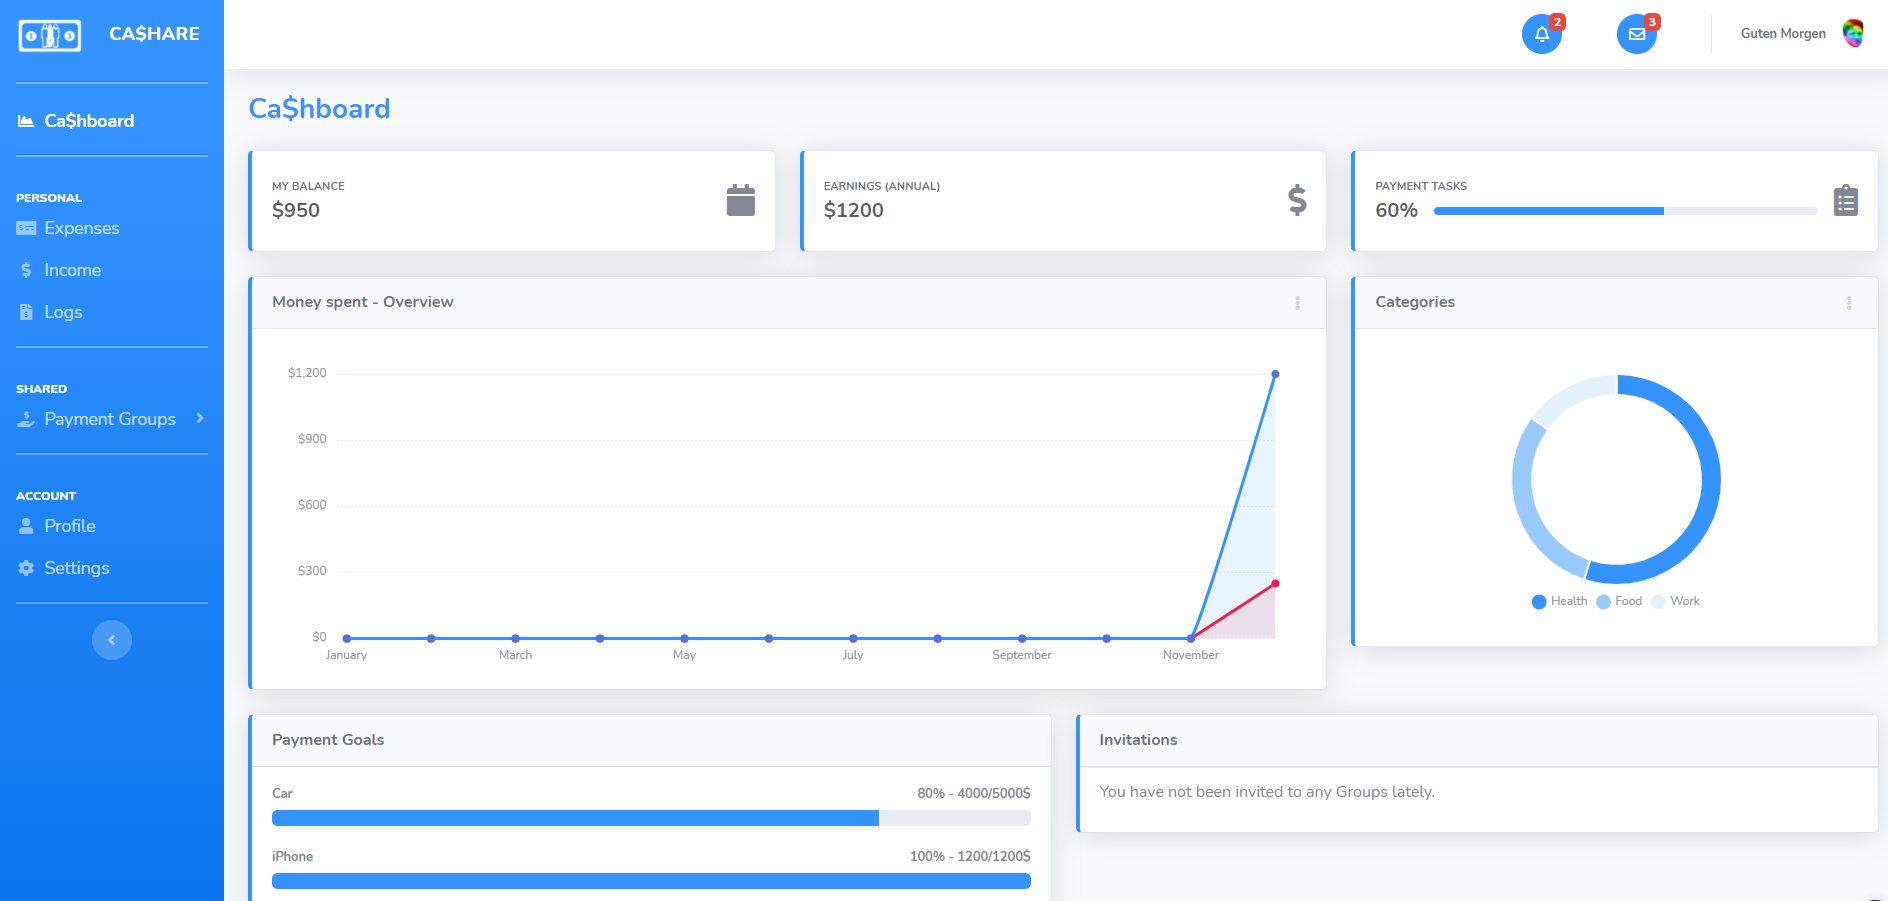 CA$HARE
2
3
Guten Morgen
Ca$hboard
Ca$hboard
PERSONAL
Expenses
Income
Logs
SHARED
Payment Groups
ACCOUNT
Profile
Settings
MY BALANCE
$950
EARNINGS (ANNUAL)
$1200
PAYMENT TASKS
60%
Money spent - Overview
$1,200
$900
$600
$300
$0
January March May July September November
Categories
Health Food Work
Payment Goals
Car 80% - 4000/5000$
iPhone 100% - 1200/1200$
Invitations
You have not been invited to any Groups lately.